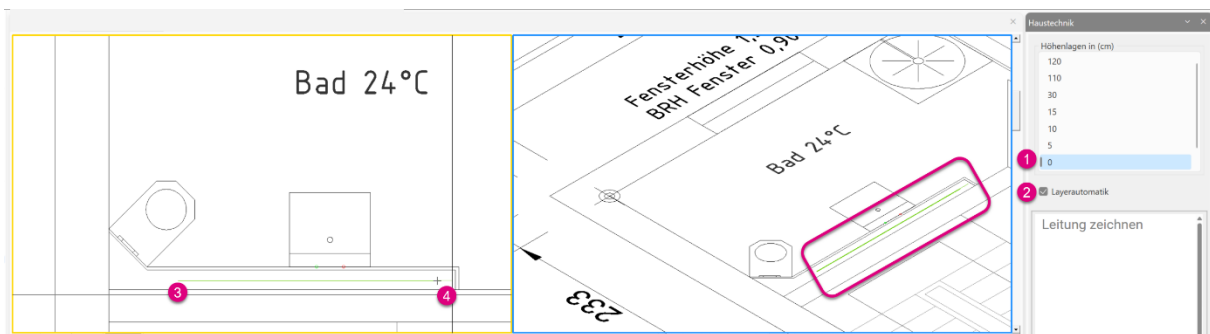 Bad 24°C
3
4
Fensterhöhe 1,
BRH Fenster 0,90
Bad 24°C
233
Haustechnik
Höhenlagen in (cm)
120
110
30
15
10
5
1
0
2
Layerautomatik
Leitung zeichnen